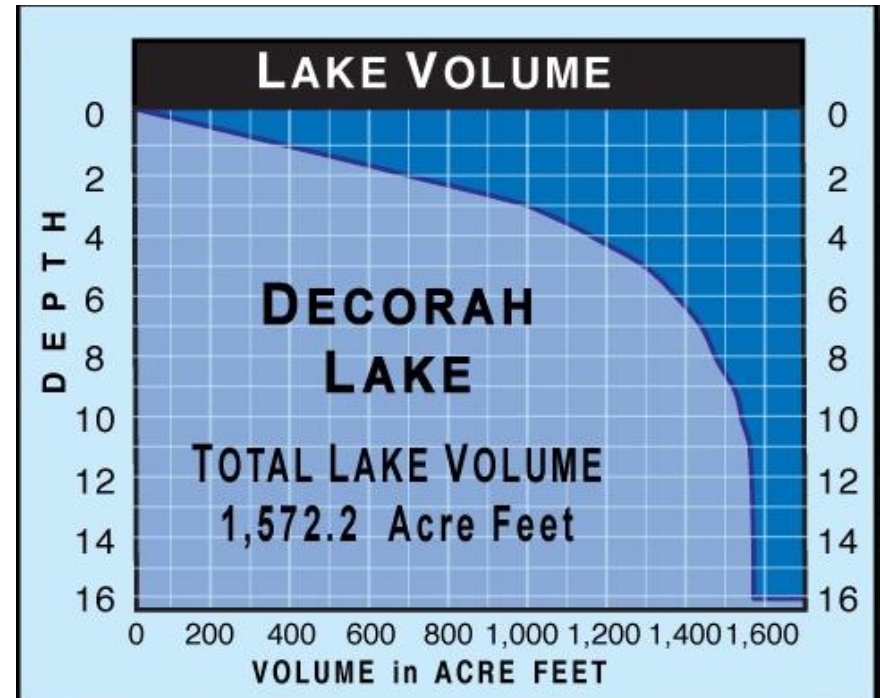 LAKE VOLUME
0 0
2 2
4 4
6 6
8 8
10 10
12 12
14 14
16 16
DEPTH
DECORAH
LAKE
TOTAL LAKE VOLUME
1,572.2 Acre Feet
0 200 400 600 800 1,000 1,200 1,400 1,600
VOLUME in ACRE FEET